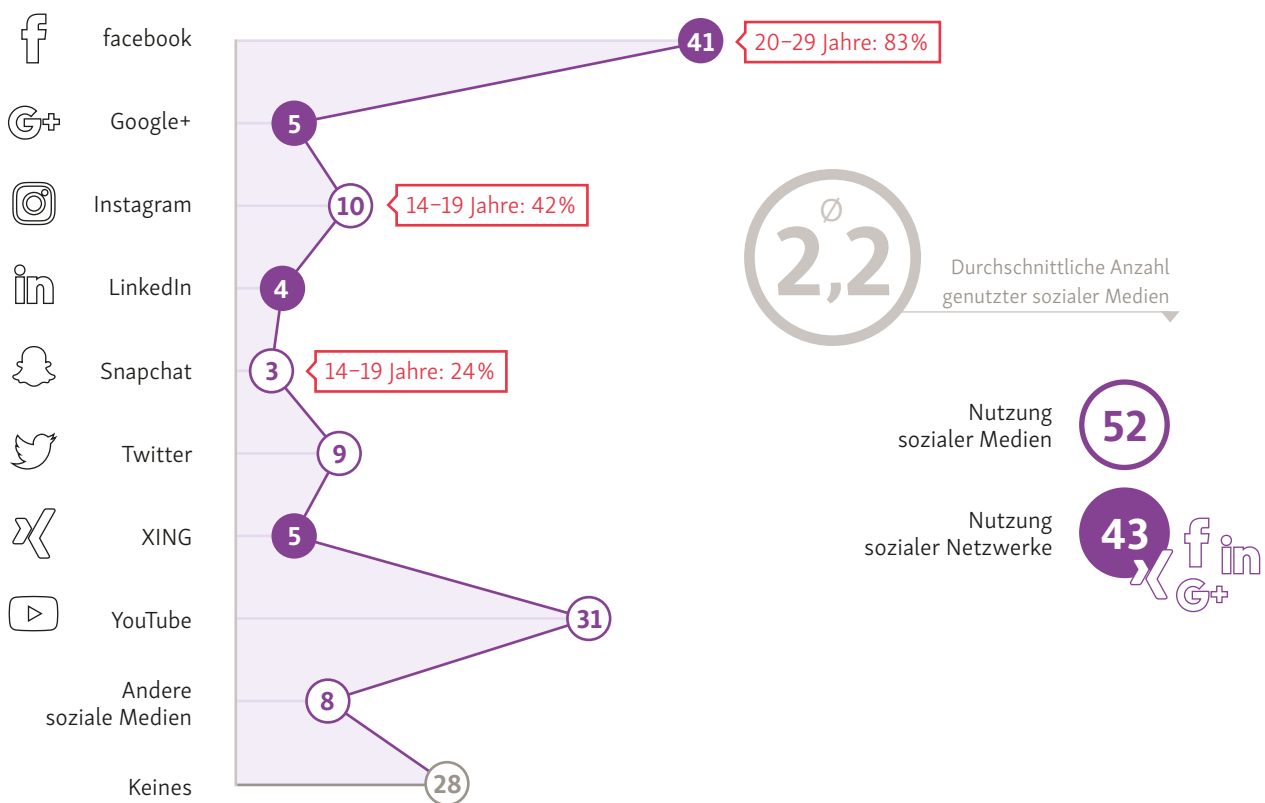 facebook
41
20–29 Jahre: 83%
Google+
5
Instagram
10
14–19 Jahre: 42%
LinkedIn
4
Snapchat
3
14–19 Jahre: 24%
Twitter
9
XING
5
YouTube
31
Andere
soziale Medien
8
Keines
28
Ø
2,2
Durchschnittliche Anzahl
genutzter sozialer Medien
Nutzung
sozialer Medien
52
Nutzung
sozialer Netzwerke
43